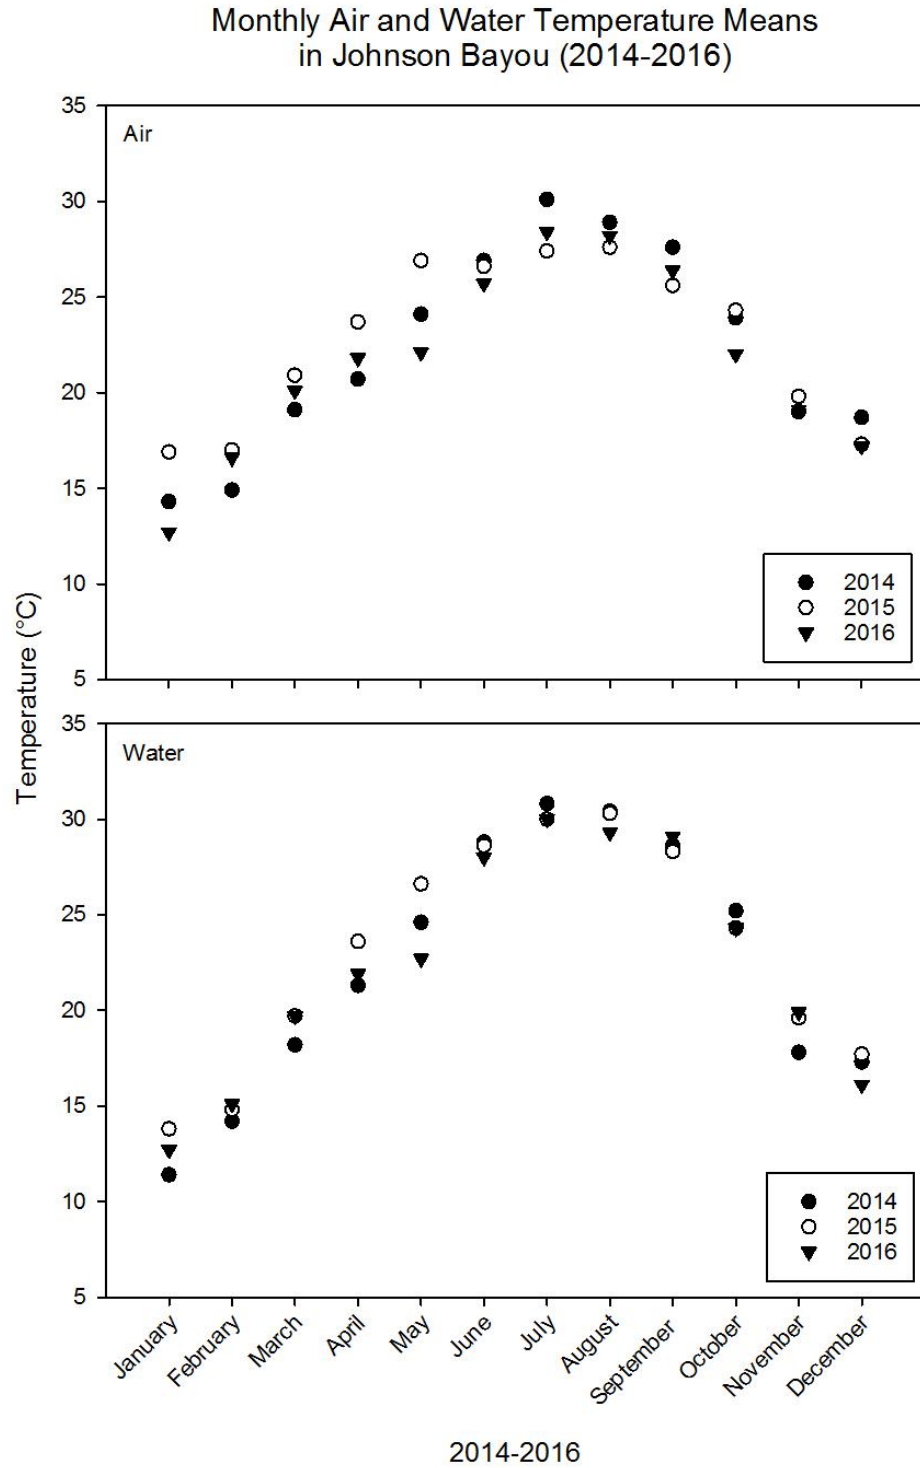 Monthly Air and Water Temperature Means
in Johnson Bayou (2014-2016)
35
Air
30
25
20
15
10
5
2014
2015
2016
Temperature (°C)
35
Water
30
25
20
15
10
5
2014
2015
2016
January
February
March
April
May
June
July
August
September
October
November
December
2014-2016